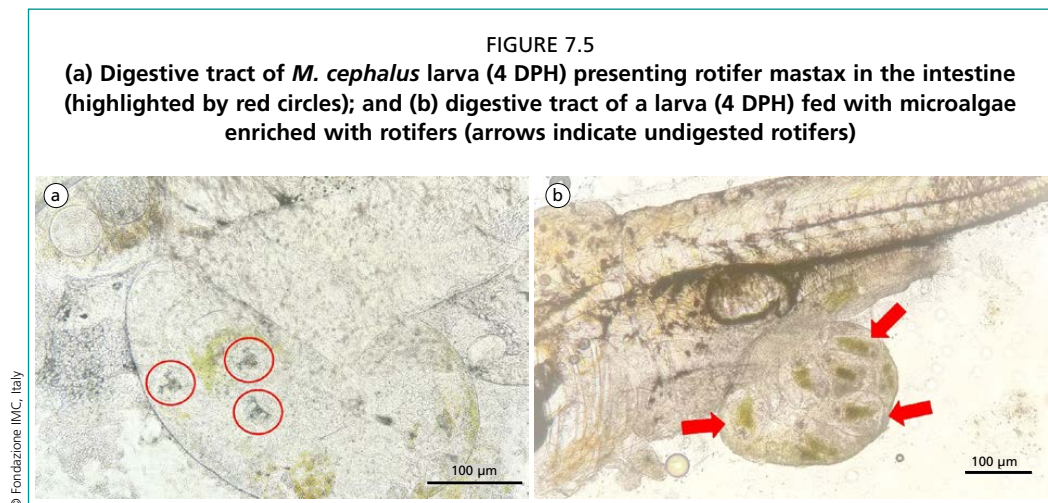 FIGURE 7.5
(a) Digestive tract of M. cephalus larva (4 DPH) presenting rotifer mastax in the intestine
(highlighted by red circles); and (b) digestive tract of a larva (4 DPH) fed with microalgae
enriched with rotifers (arrows indicate undigested rotifers)
a
b
100 µm
100 µm
© Fondazione IMC, Italy